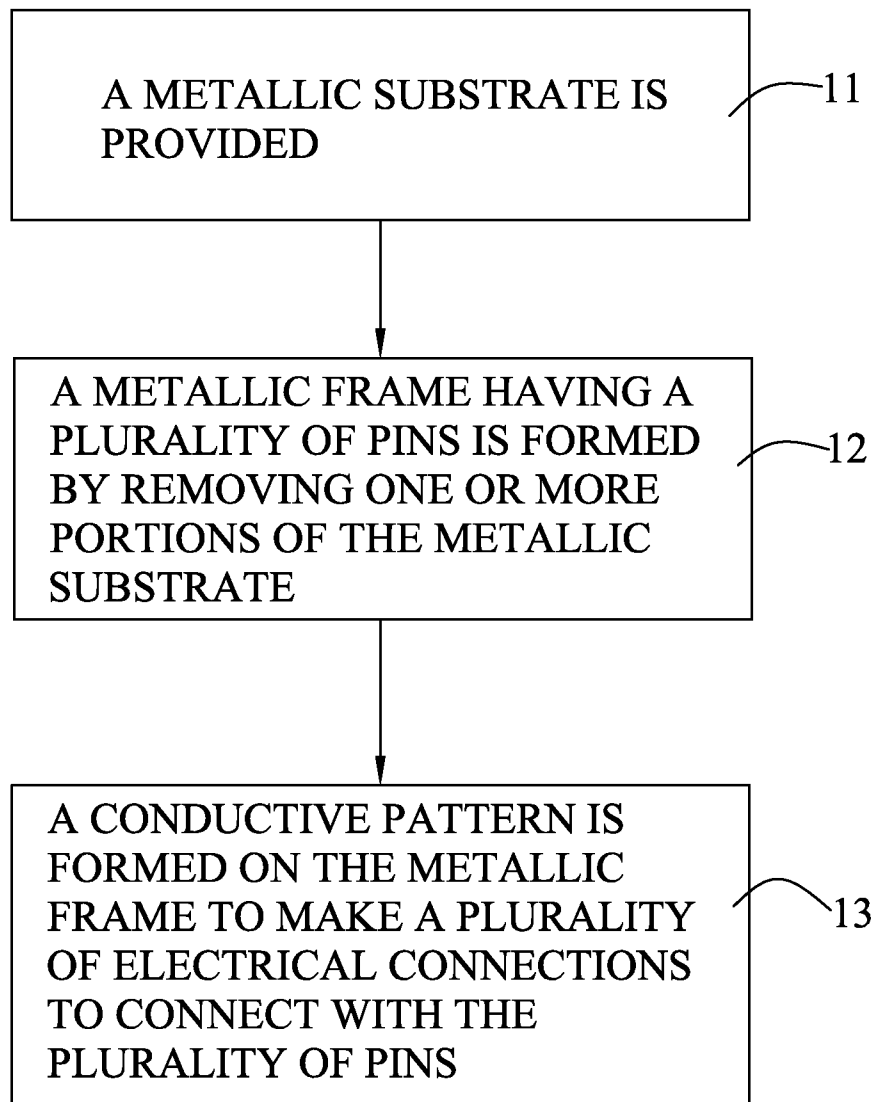 A METALLIC SUBSTRATE IS
PROVIDED
11
A METALLIC FRAME HAVING A
PLURALITY OF PINS IS FORMED
BY REMOVING ONE OR MORE
PORTIONS OF THE METALLIC
SUBSTRATE
12
A CONDUCTIVE PATTERN IS
FORMED ON THE METALLIC
FRAME TO MAKE A PLURALITY
OF ELECTRICAL CONNECTIONS
TO CONNECT WITH THE
PLURALITY OF PINS
13